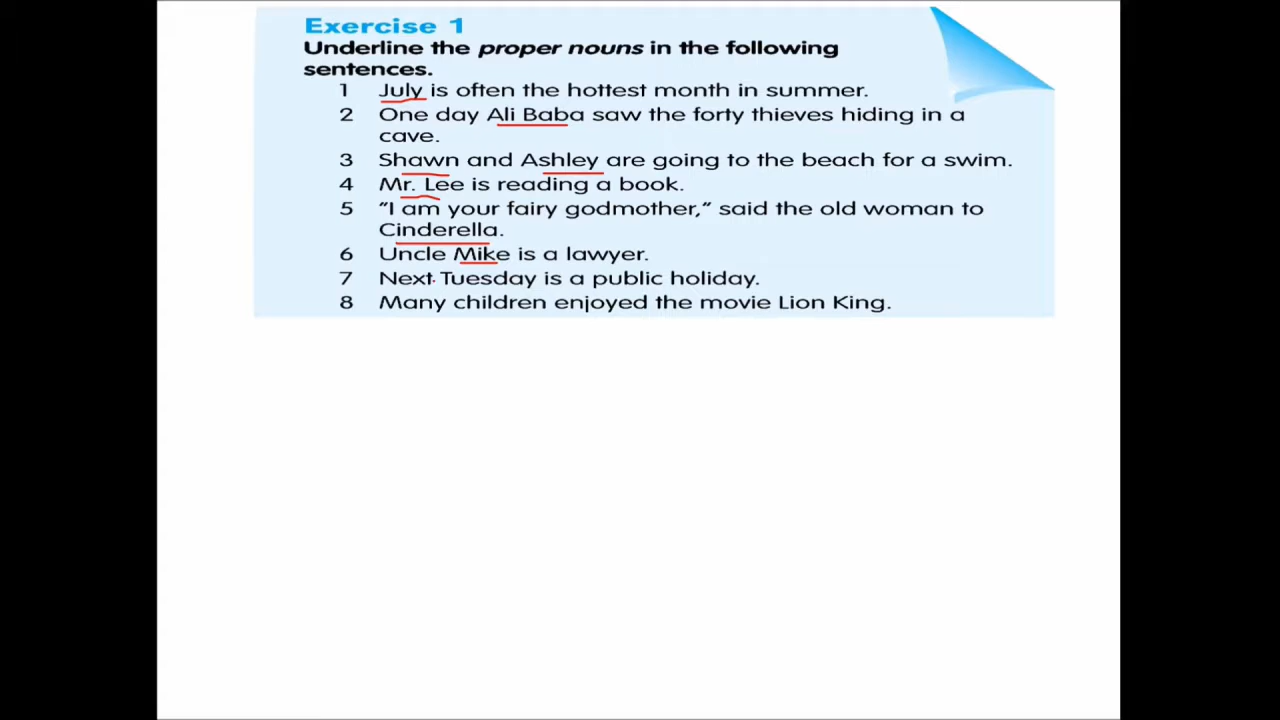 Exercise 1
Underline the proper nouns in the following
sentences.
1 July is often the hottest month in summer.
2 One day Ali Baba saw the forty thieves hiding in a
cave.
3 Shawn and Ashley are going to the beach for a swim.
4 Mr. Lee is reading a book.
5 “I am your fairy godmother,” said the old woman to
Cinderella.
6 Uncle Mike is a lawyer.
7 Next Tuesday is a public holiday.
8 Many children enjoyed the movie Lion King.